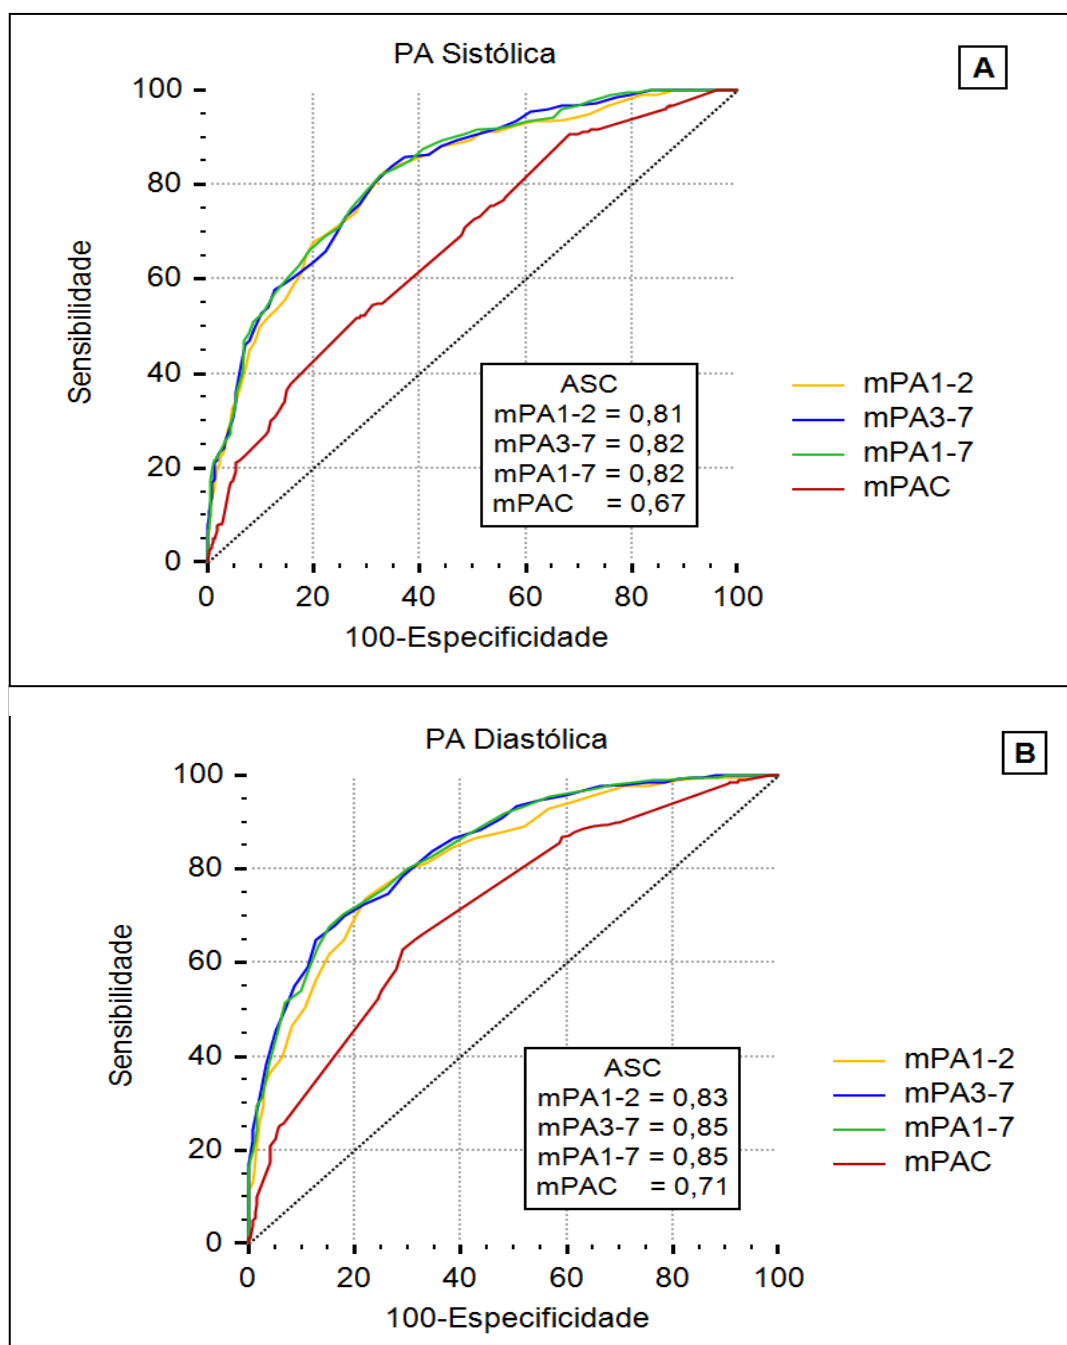 PA Sistólica
A
100
80
60
40
20
0
Sensibilidade
0 20 40 60 80 100
100-Especificidade
ASC
mPA1-2 = 0,81
mPA3-7 = 0,82
mPA1-7 = 0,82
mPAC = 0,67
mPA1-2
mPA3-7
mPA1-7
mPAC
PA Diastólica
B
100
80
60
40
20
0
Sensibilidade
0 20 40 60 80 100
100-Especificidade
ASC
mPA1-2 = 0,83
mPA3-7 = 0,85
mPA1-7 = 0,85
mPAC = 0,71
mPA1-2
mPA3-7
mPA1-7
mPAC